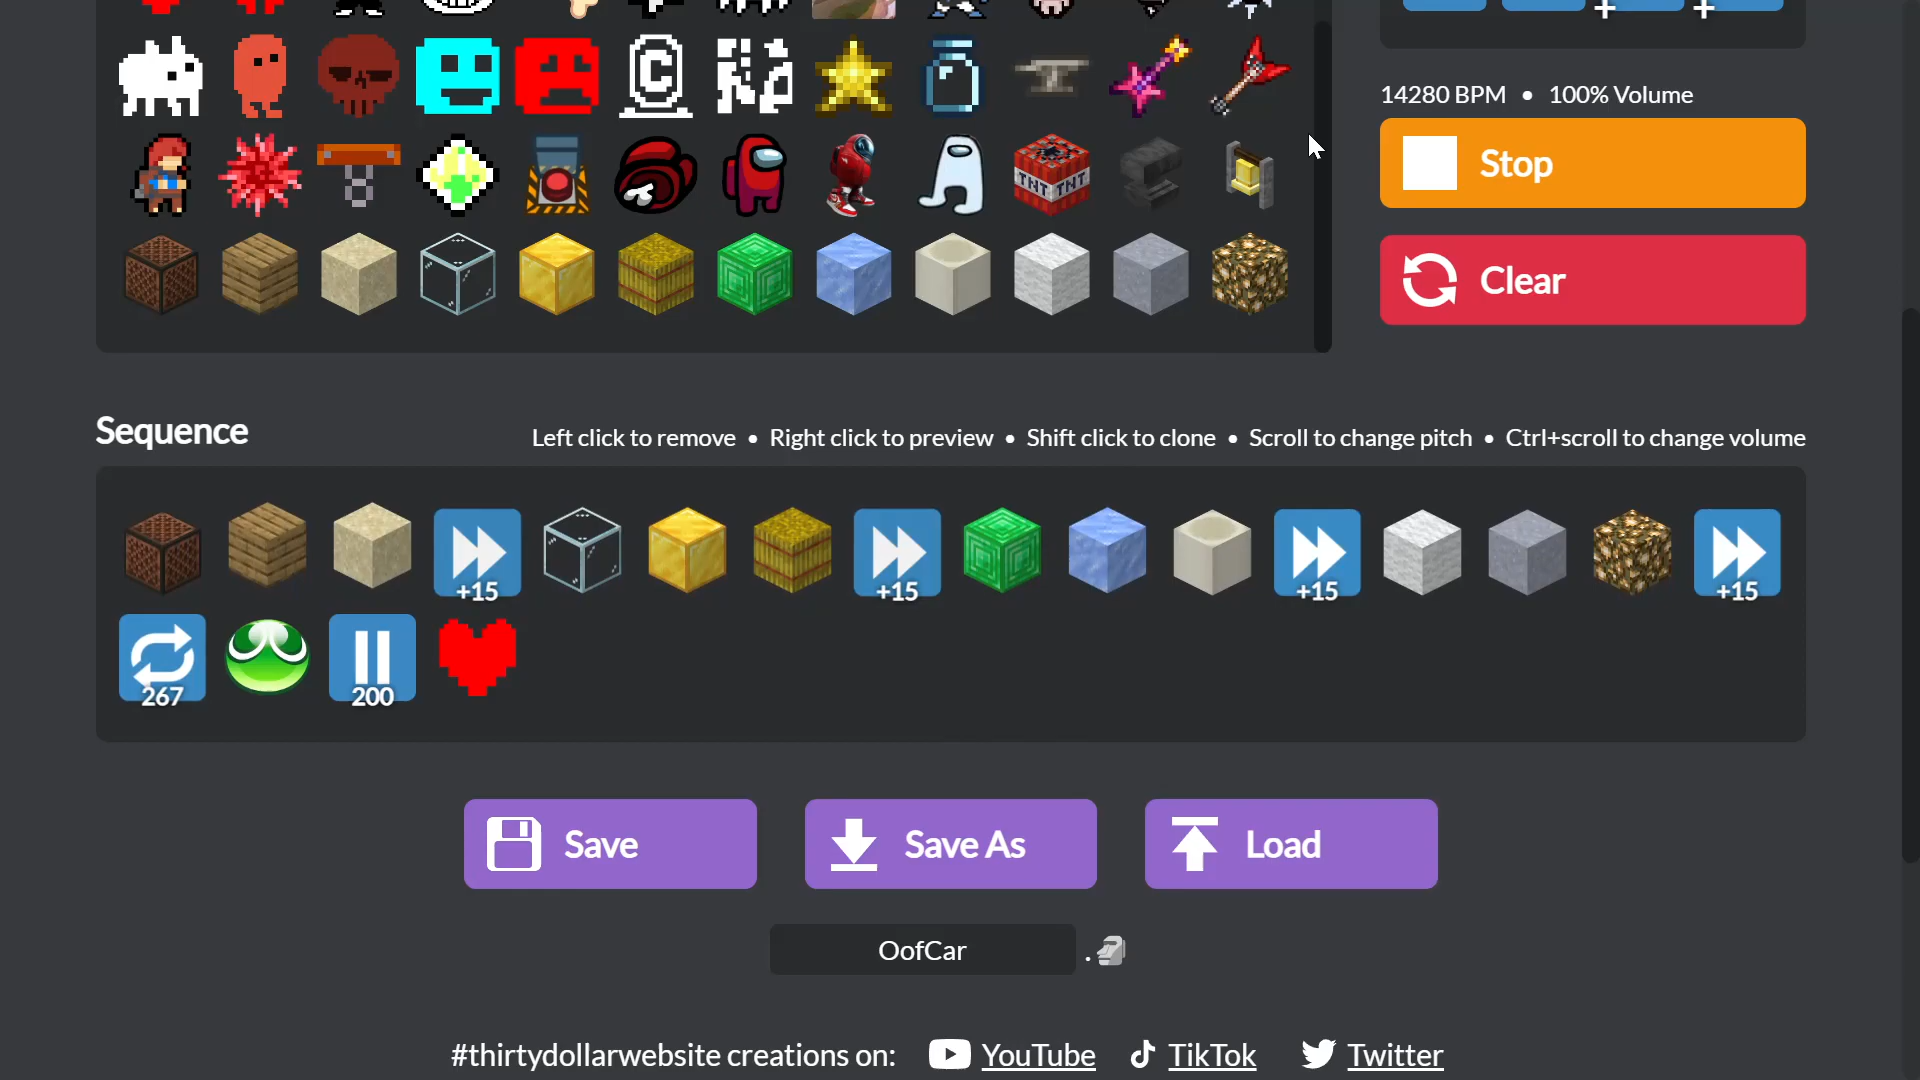 14280 BPM • 100% Volume
Stop
TNT TNT
Clear
Sequence
Left click to remove • Right click to preview • Shift click to clone • Scroll to change pitch • Ctrl+scroll to change volume
+15
+15
+15
+15
267
200
Save
Save As
Load
OofCar
.
#thirtydollarwebsite creations on: YouTube TikTok Twitter